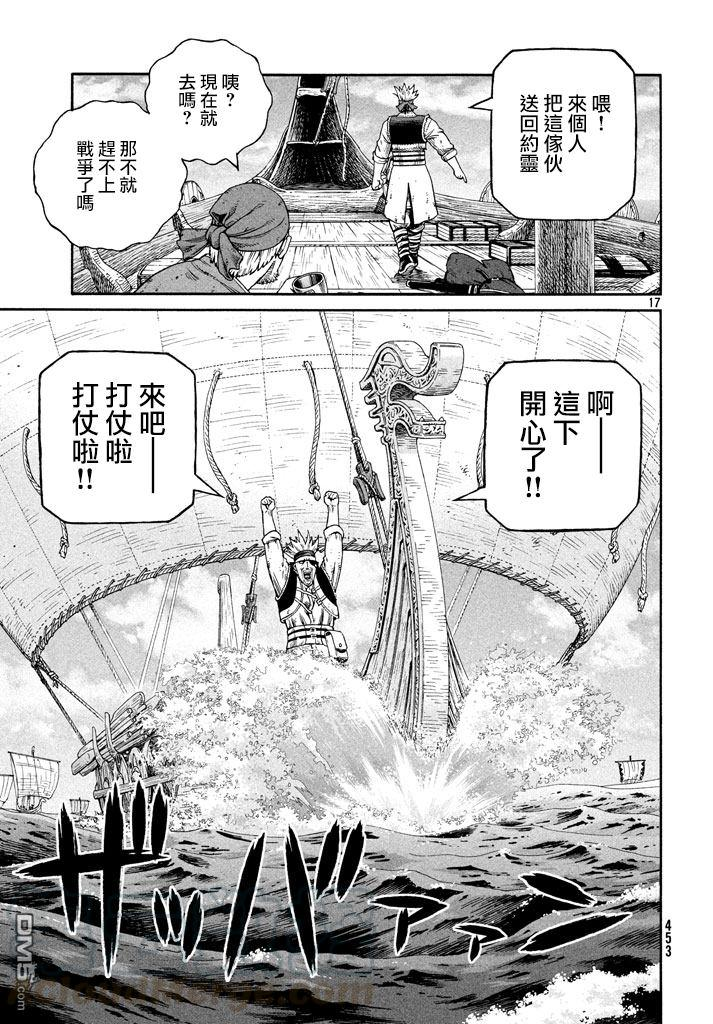 喂！
來個人
把這傢伙
送回約靈
咦？
現在就
去嗎？
那不就
趕不上
戰爭了嗎
17
啊──
這下
開心了!!
來吧──
打仗啦
打仗啦!!
ザバァァン
453